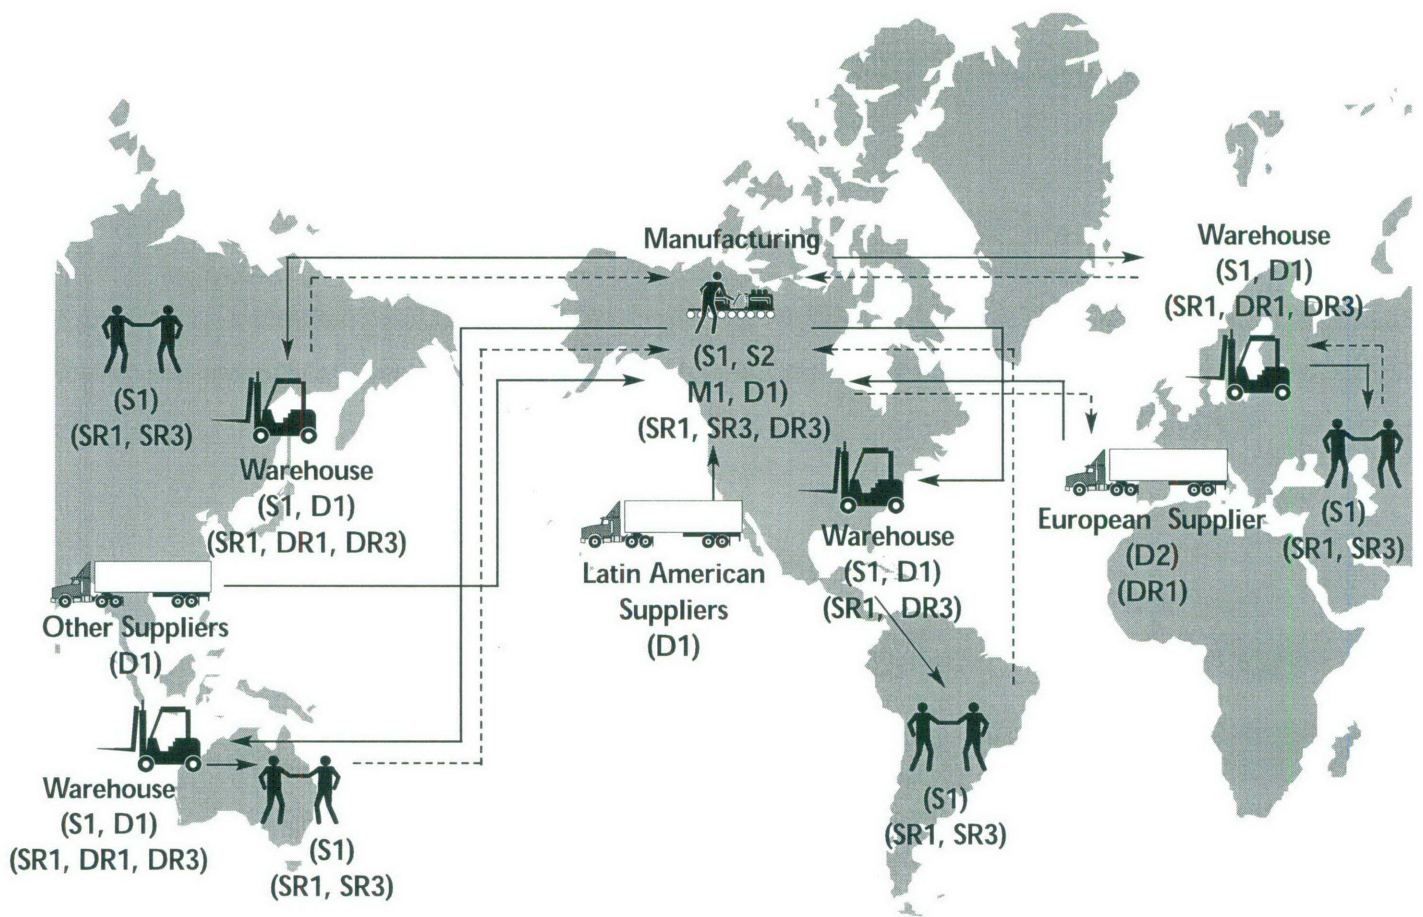 Manufacturing
(S1, S2
M1, D1)
(SR1, SR3, DR3)
Warehouse
(S1, D1)
(SR1, DR1, DR3)
(S1)
(SR1, SR3)
Warehouse
(S1, D1)
(SR1, DR1, DR3)
Other Suppliers
(D1)
Latin American
Suppliers
(D1)
Warehouse
(S1, D1)
(SR1, DR3)
European Supplier
(D2)
(DR1)
(S1)
(SR1, SR3)
Warehouse
(S1, D1)
(SR1, DR1, DR3)
(S1)
(SR1, SR3)
(S1)
(SR1, SR3)